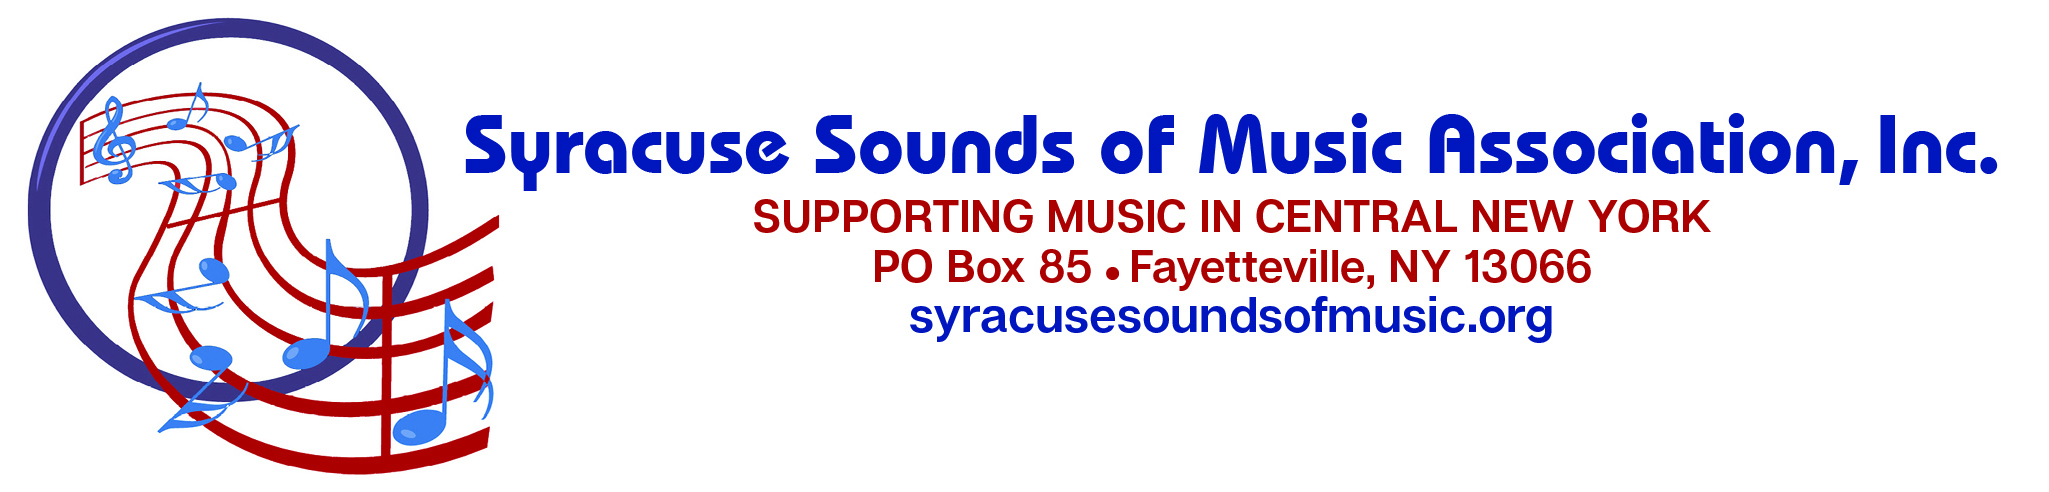 Syracuse Sounds of Music Association, Inc.
SUPPORTING MUSIC IN CENTRAL NEW YORK
PO Box 85 • Fayetteville, NY 13066
syracusesoundsofmusic.org